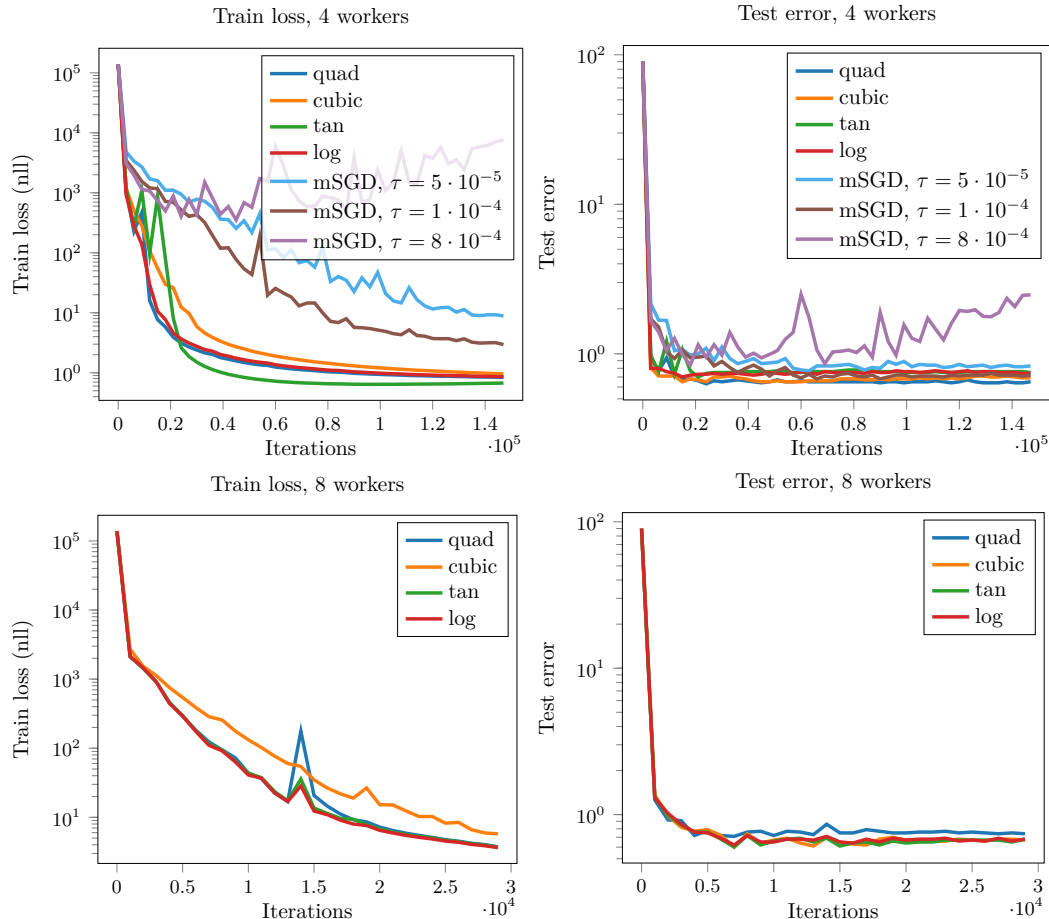 Train loss, 4 workers
Train loss (nll)
10^5
10^4
10^3
10^2
10^1
10^0
quad
cubic
tan
log
mSGD, τ = 5 · 10^−5
mSGD, τ = 1 · 10^−4
mSGD, τ = 8 · 10^−4
0 0.2 0.4 0.6 0.8 1 1.2 1.4
Iterations
·10^5
Test error, 4 workers
Test error
10^2
10^1
10^0
quad
cubic
tan
log
mSGD, τ = 5 · 10^−5
mSGD, τ = 1 · 10^−4
mSGD, τ = 8 · 10^−4
0 0.2 0.4 0.6 0.8 1 1.2 1.4
Iterations
·10^5
Train loss, 8 workers
Train loss (nll)
10^5
10^4
10^3
10^2
10^1
quad
cubic
tan
log
0 0.5 1 1.5 2 2.5 3
Iterations
·10^4
Test error, 8 workers
Test error
10^2
10^1
10^0
quad
cubic
tan
log
0 0.5 1 1.5 2 2.5 3
Iterations
·10^4